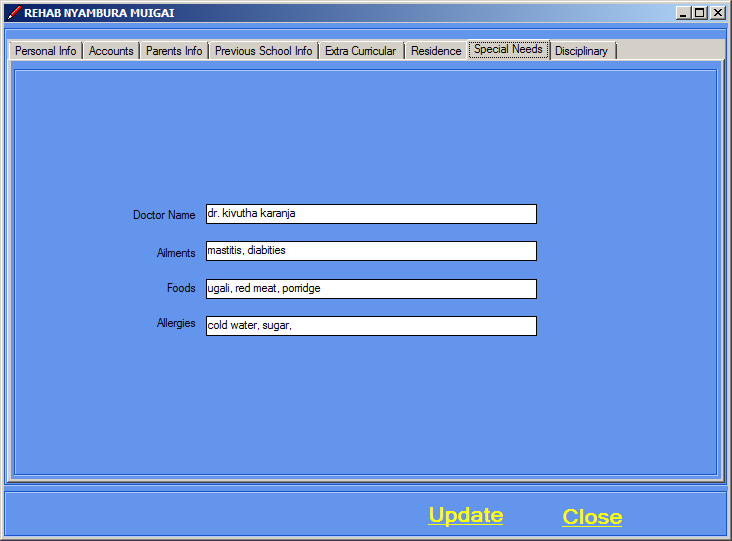 REHAB NYAMBURA MUIGAI
Personal Info Accounts Parents Info Previous School Info Extra Curricular Residence Special Needs Disciplinary
Doctor Name dr. kivutha karanja
Ailments mastitis, diabities
Foods ugali, red meat, porridge
Allergies cold water, sugar,
Update Close